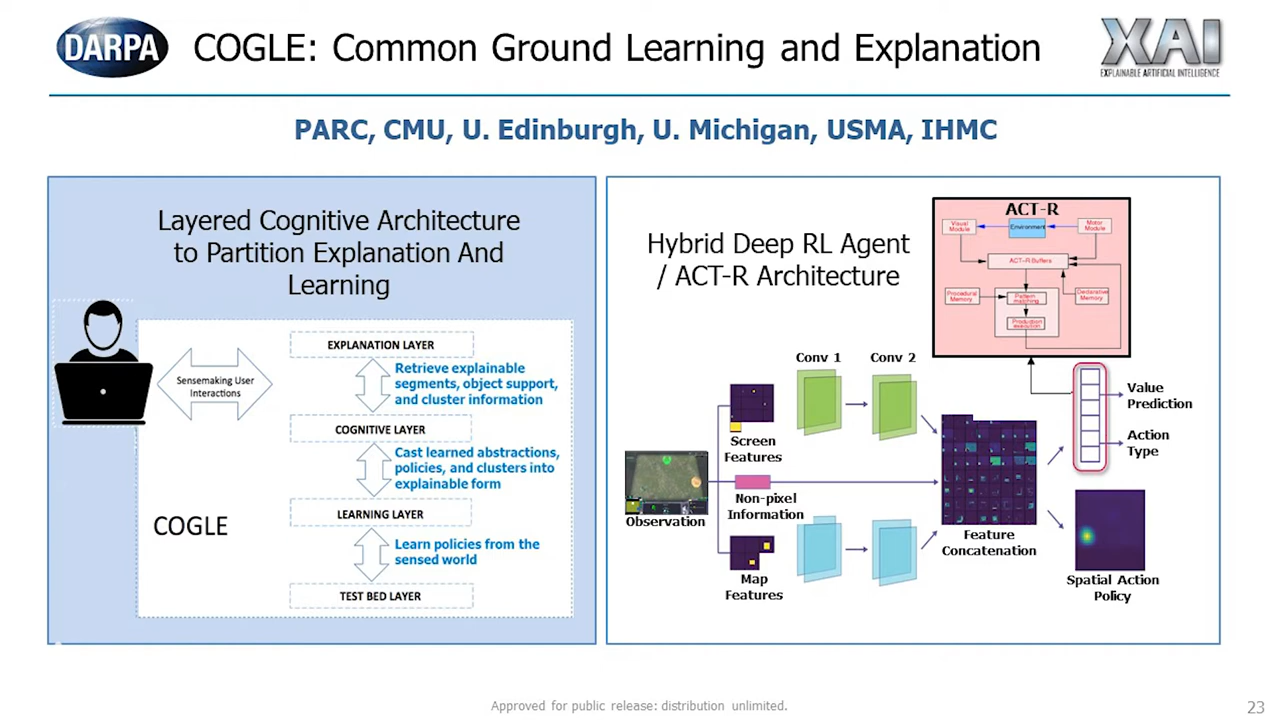 DARPA
COGLE: Common Ground Learning and Explanation
XAI
EXPLAINABLE ARTIFICIAL INTELLIGENCE
PARC, CMU, U. Edinburgh, U. Michigan, USMA, IHMC
Layered Cognitive Architecture
to Partition Explanation And
Learning
Sensemaking User
Interactions
EXPLANATION LAYER
Retrieve explainable
segments, object support,
and cluster information
COGNITIVE LAYER
Cast learned abstractions,
policies, and clusters into
explainable form
LEARNING LAYER
COGLE
Learn policies from the
sensed world
TEST BED LAYER
Hybrid Deep RL Agent
/ ACT-R Architecture
ACT-R
Visual
Module
Environment
Motor
Module
ACT-R Buffers
Procedural
Memory
Pattern
matching
Declarative
Memory
Production
execution
Conv 1
Conv 2
Screen
Features
Observation
Non-pixel
Information
Map
Features
Feature
Concatenation
Value
Prediction
Action
Type
Spatial Action
Policy
Approved for public release: distribution unlimited.
23